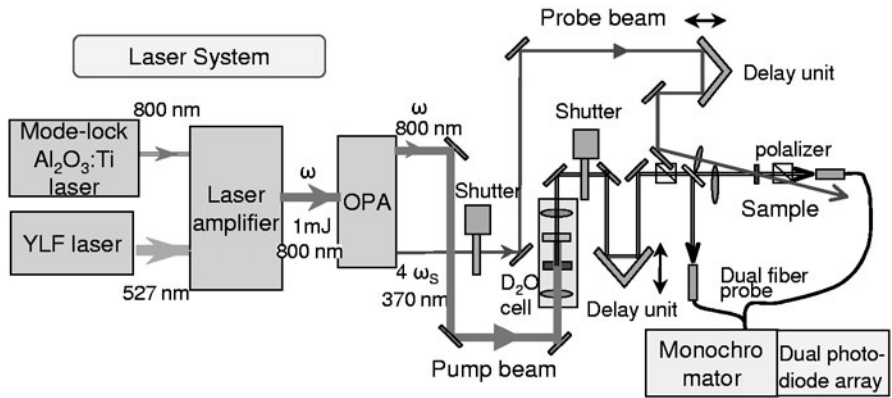 Laser System
Probe beam
Delay unit
Shutter
800 nm
Mode-lock
Al₂O₃:Ti
laser
YLF laser
527 nm
Laser
amplifier
ω
1mJ
800 nm
OPA
ω
800 nm
Shutter
4 ωs
370 nm
Pump beam
D₂O
cell
Delay unit
polalizer
Sample
Dual fiber
probe
Monochro
mator
Dual photo-
diode array